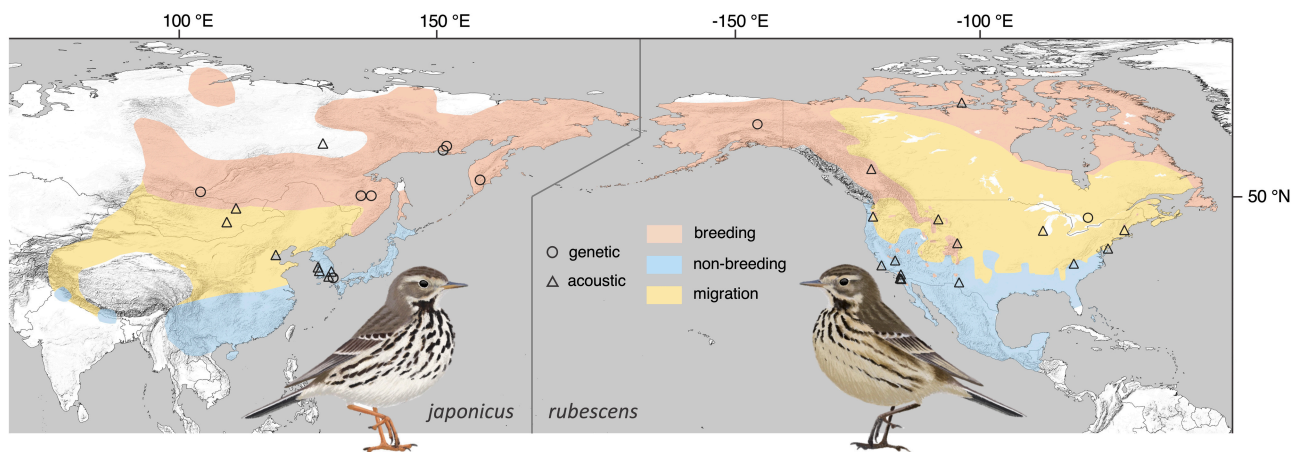 100 °E
150 °E
-150 °E
-100 °E
50 °N
genetic
acoustic
breeding
non-breeding
migration
japonicus
rubescens